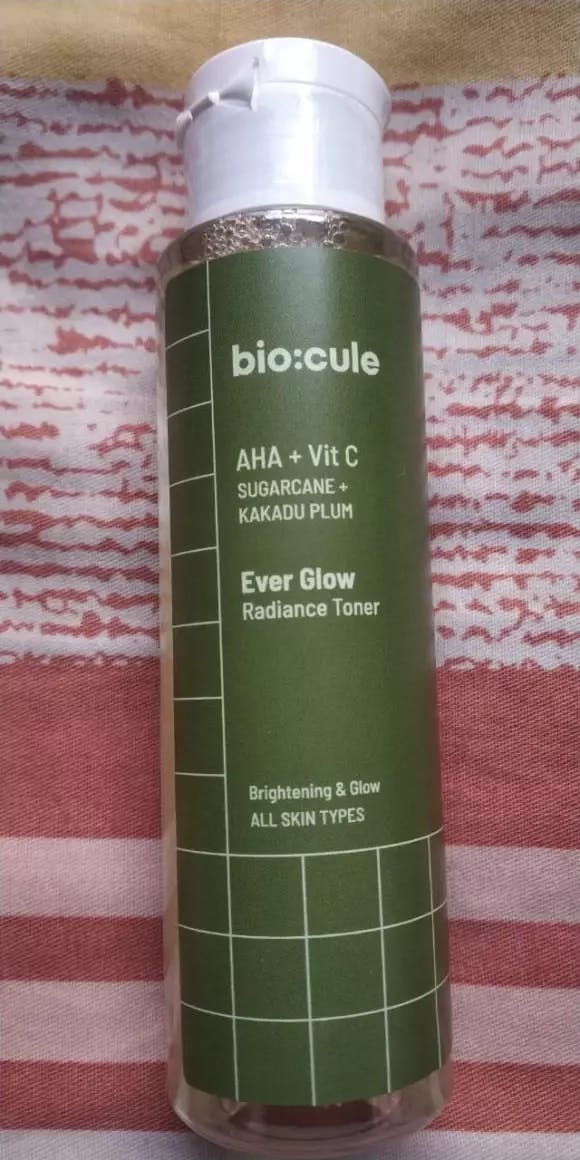 bio:cule
AHA + Vit C
SUGARCANE +
KAKADU PLUM
Ever Glow
Radiance Toner
Brightening & Glow
ALL SKIN TYPES